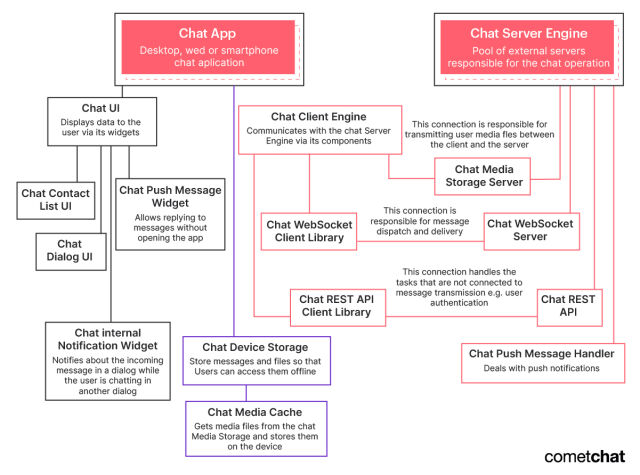 Chat App
Desktop, wed or smartphone
chat aplication
Chat Server Engine
Pool of external servers
responsible for the chat operation
Chat UI
Displays data to the
user via its widgets
Chat Client Engine
Communicates with the chat Server
Engine via its components
This connection is responsible for
transmitting user media fles between
the client and the server
Chat Media
Storage Server
Chat Contact
List UI
Chat Push Message
Widget
Allows replying to
messages without
opening the app
Chat
Dialog UI
Chat WebSocket
Client Library
This connection is
responsible for message
dispatch and delivery
Chat WebSocket
Server
This connection handles the
tasks that are not connected to
message transmission e.g. user
authentication
Chat REST API
Client Library
Chat REST
API
Chat internal
Notification Widget
Notifies about the incoming
message in a dialog while
the user is chatting in
another dialog
Chat Device Storage
Store messages and files so that
Users can access them offline
Chat Push Message Handler
Deals with push notifications
Chat Media Cache
Gets media files from the chat
Media Storage and stores them
on the device
cometchat